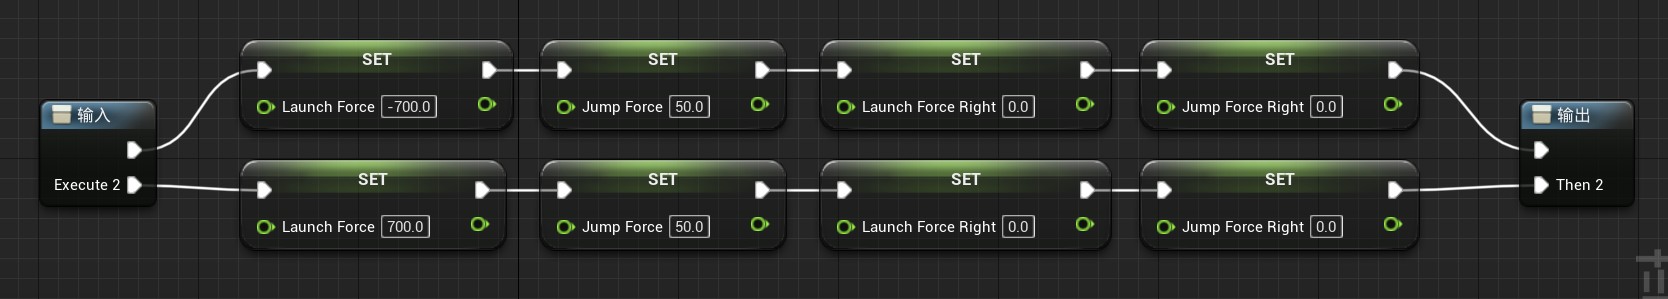 输入
Execute 2
SET
Launch Force -700.0
SET
Jump Force 50.0
SET
Launch Force Right 0.0
SET
Jump Force Right 0.0
SET
Launch Force 700.0
SET
Jump Force 50.0
SET
Launch Force Right 0.0
SET
Jump Force Right 0.0
输出
Then 2